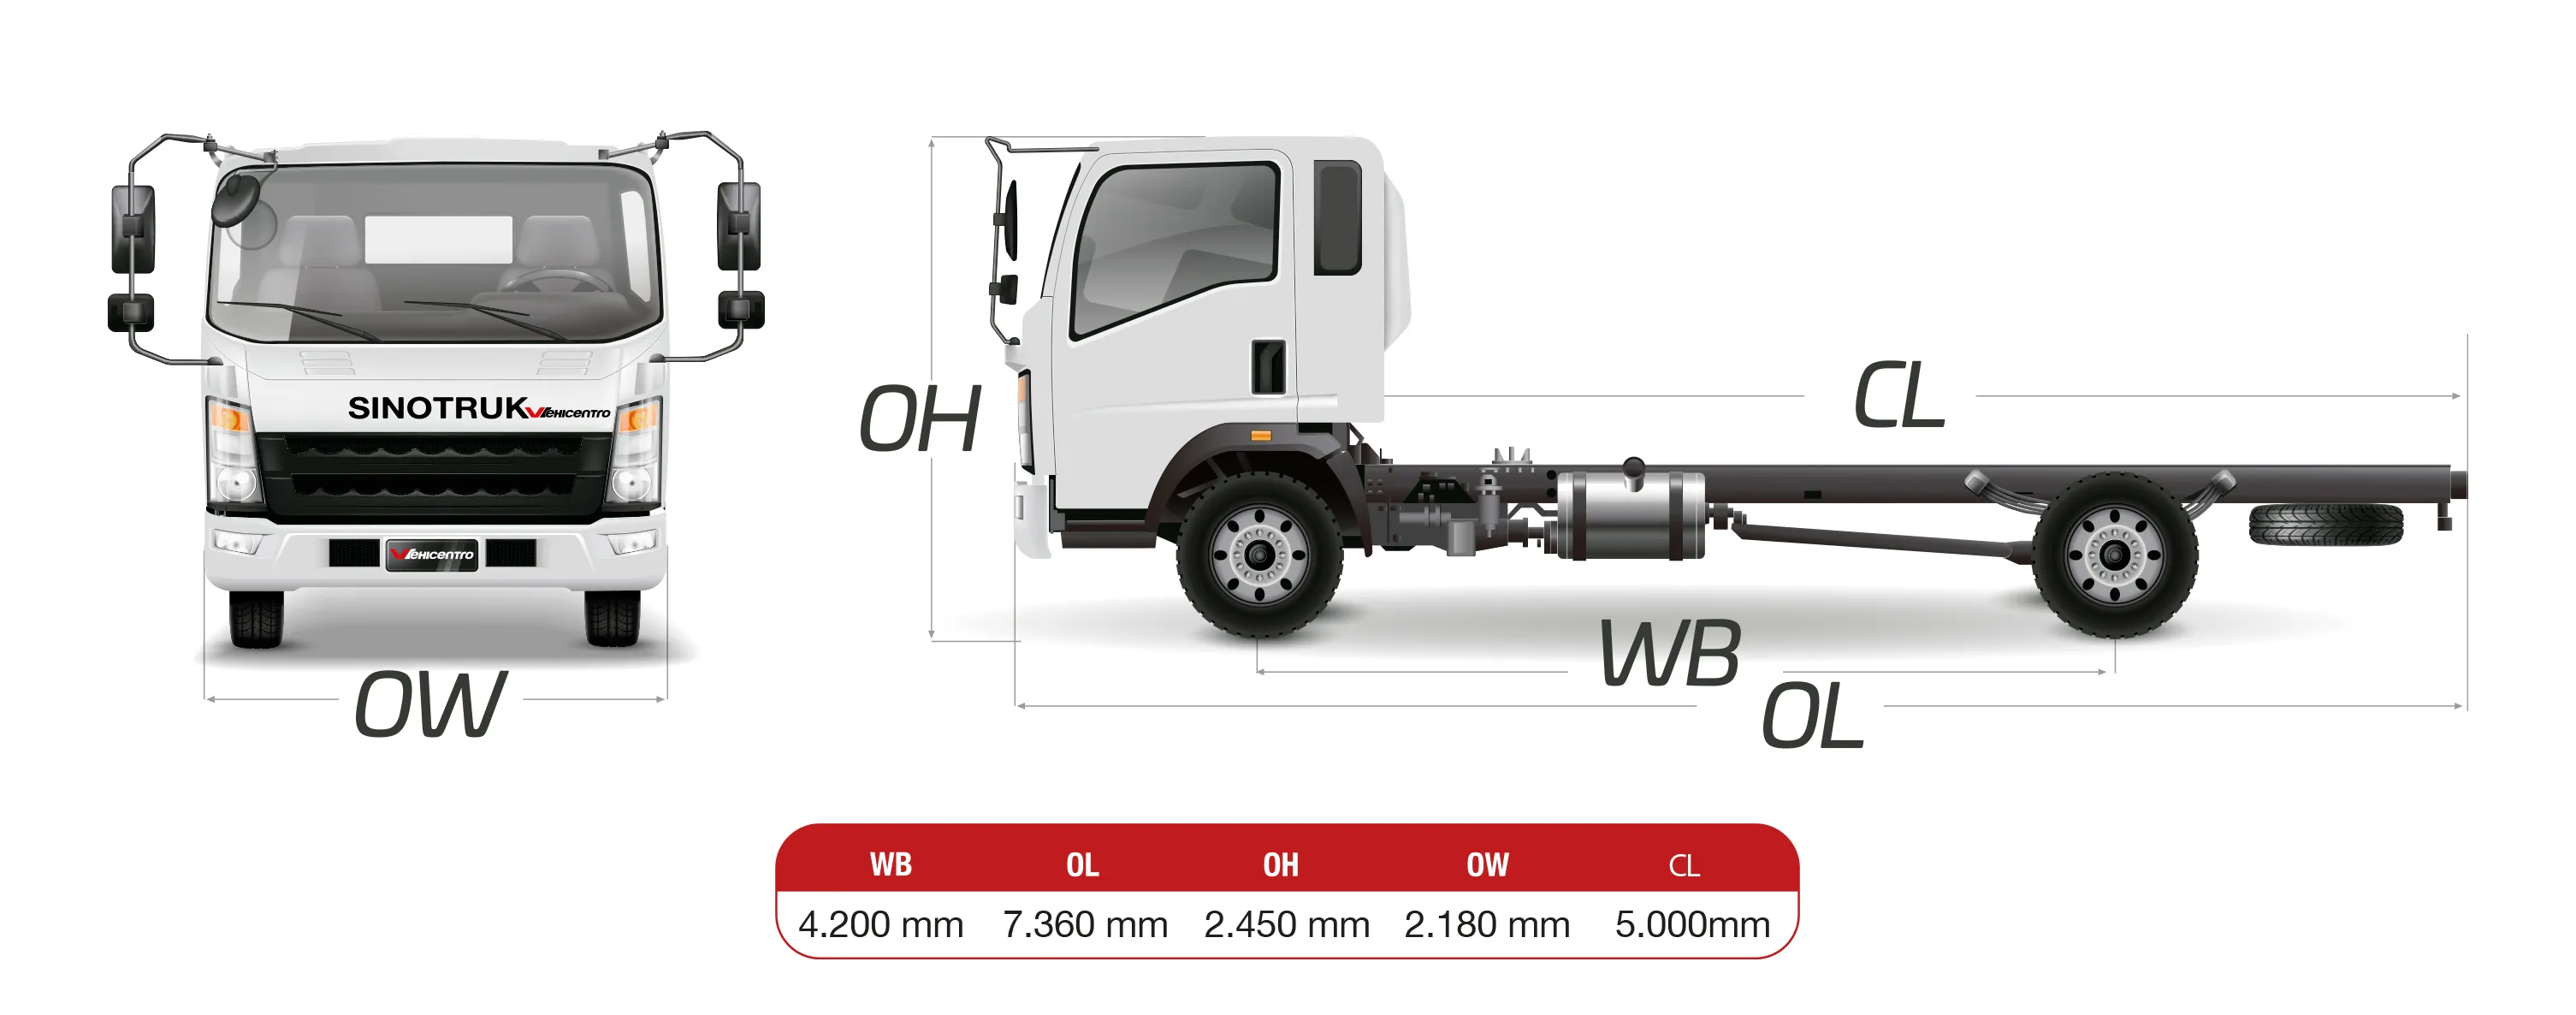 SINOTRUK VEHICENTRO
VEHICENTRO
OW
OH
CL
WB
OL
WB OL OH OW CL
4.200 mm 7.360 mm 2.450 mm 2.180 mm 5.000mm